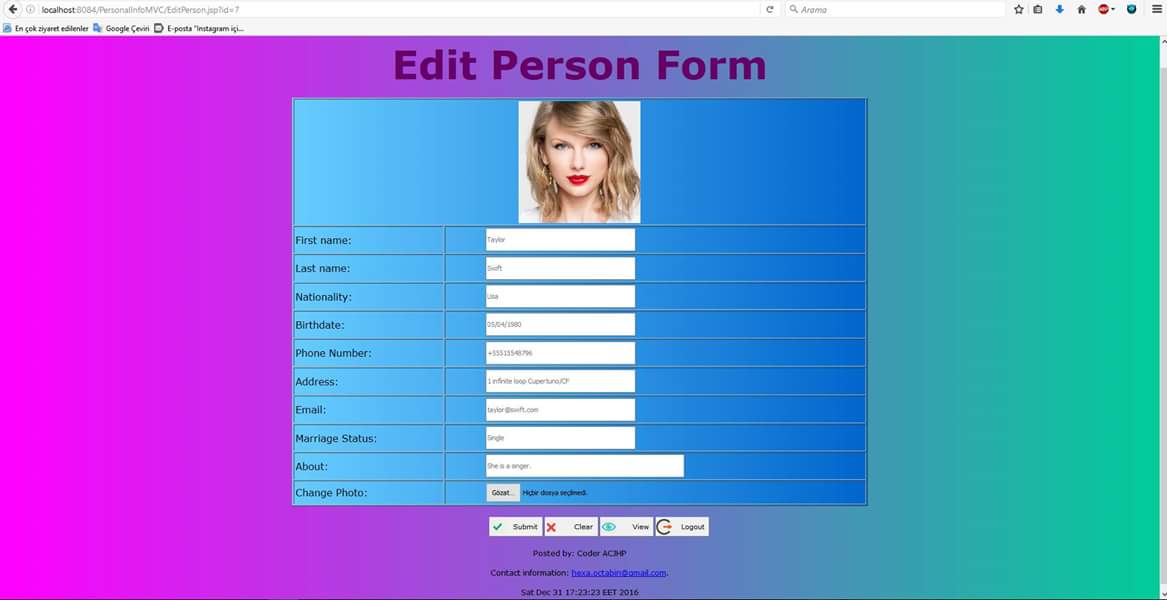 localhost:8084/PersonalInfoMVC/EditPerson.jsp?id=7
Arama
En çok ziyaret edilenler Google Çeviri E-posta "Instagram içi...
Edit Person Form
First name: Taylor
Last name: Swift
Nationality: Usa
Birthdate: 05/04/1980
Phone Number: +55515548796
Address: 1 infinite loop Cupertuno/CF
Email: taylor@swift.com
Marriage Status: Single
About: She is a singer.
Change Photo: Gözat... Hiçbir dosya seçilmedi.
Submit Clear View Logout
Posted by: Coder ACJHP
Contact information: hexa.octabin@gmail.com.
Sat Dec 31 17:23:23 EET 2016